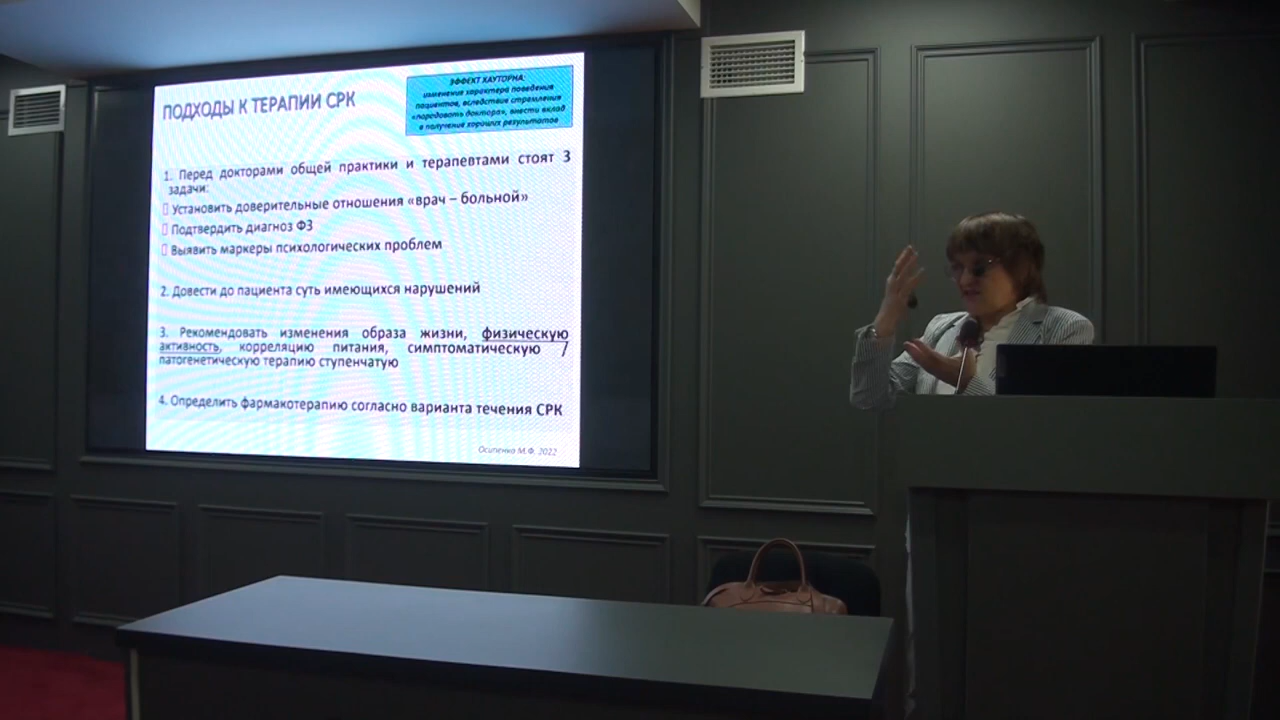 ПОДХОДЫ К ТЕРАПИИ СРК
ЭФФЕКТ ХАУТОРНА:
изменение характера поведения
пациентов, вследствие стремления
«порадовать доктора», внести вклад
в получение хороших результатов
1. Перед докторами общей практики и терапевтами стоят 3
задачи:
Установить доверительные отношения «врач – больной»
Подтвердить диагноз ФЗ
Выявить маркеры психологических проблем
2. Довести до пациента суть имеющихся нарушений
3. Рекомендовать изменения образа жизни, физическую
активность, корреляцию питания, симптоматическую /
патогенетическую терапию ступенчатую
4. Определить фармакотерапию согласно варианта течения СРК
Осипенко М.Ф. 2022